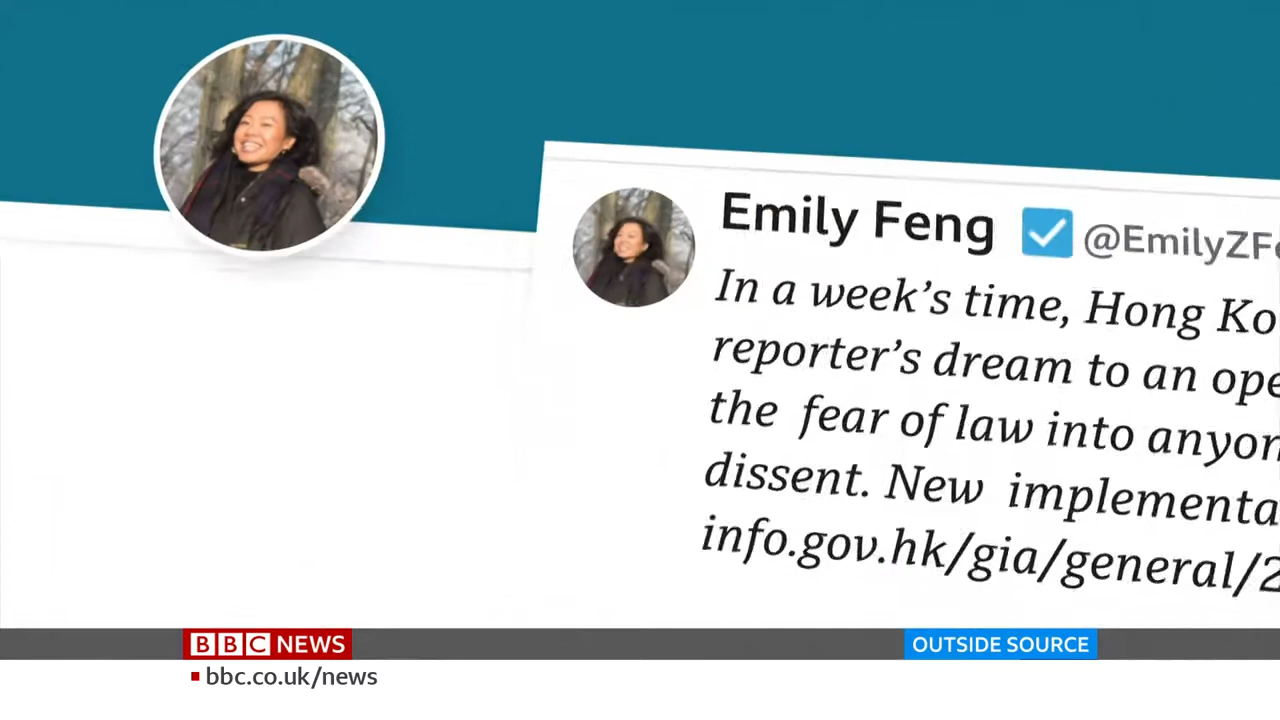 Emily Feng @EmilyZFe
In a week's time, Hong Ko
reporter's dream to an ope
the fear of law into anyon
dissent. New implementa
info.gov.hk/gia/general/2
BBC NEWS
OUTSIDE SOURCE
bbc.co.uk/news